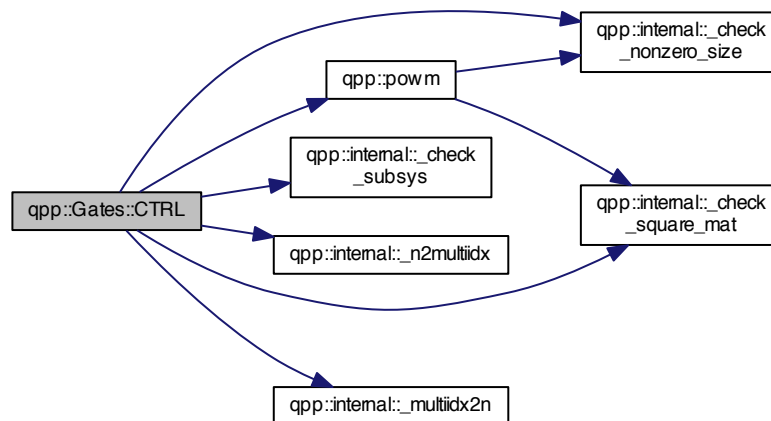 qpp::internal::_check
_nonzero_size
qpp::powm
qpp::internal::_check
_subsys
qpp::Gates::CTRL
qpp::internal::_check
_square_mat
qpp::internal::_n2multiidx
qpp::internal::_multiidx2n